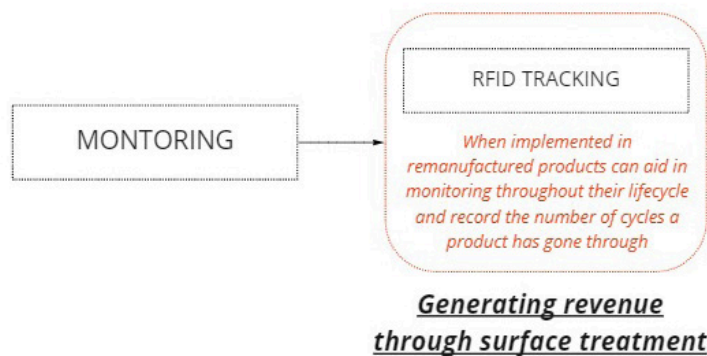 MONTORING
RFID TRACKING
When implemented in
remanufactured products can aid in
monitoring throughout their lifecycle
and record the number of cycles a
product has gone through
Generating revenue
through surface treatment